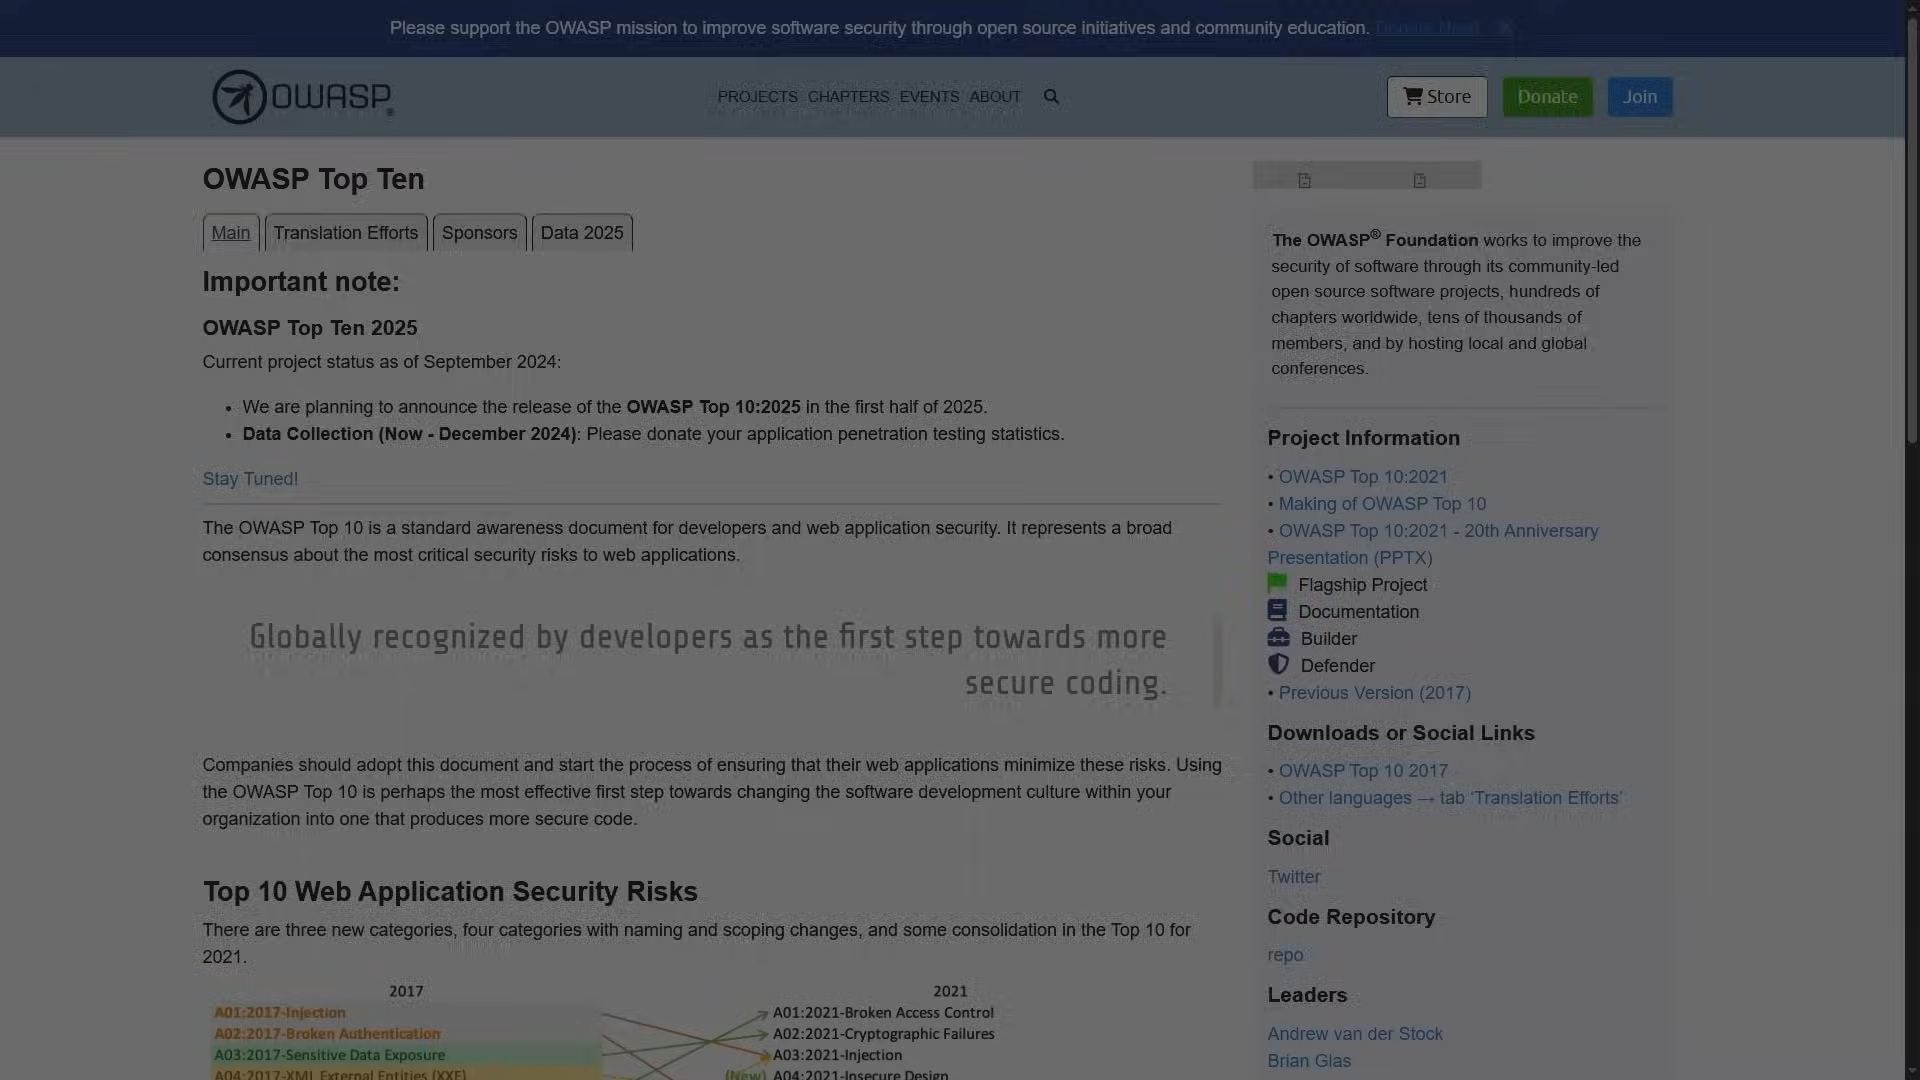 Please support the OWASP mission to improve software security through open source initiatives and community education. Donate Now!
OWASP
PROJECTS CHAPTERS EVENTS ABOUT
Store
Donate
Join
OWASP Top Ten
Main
Translation Efforts
Sponsors
Data 2025
Important note:
OWASP Top Ten 2025
Current project status as of September 2024:
• We are planning to announce the release of the OWASP Top 10:2025 in the first half of 2025.
• Data Collection (Now - December 2024): Please donate your application penetration testing statistics.
Stay Tuned!
The OWASP Top 10 is a standard awareness document for developers and web application security. It represents a broad
consensus about the most critical security risks to web applications.
Globally recognized by developers as the first step towards more
secure coding.
Companies should adopt this document and start the process of ensuring that their web applications minimize these risks. Using
the OWASP Top 10 is perhaps the most effective first step towards changing the software development culture within your
organization into one that produces more secure code.
Top 10 Web Application Security Risks
There are three new categories, four categories with naming and scoping changes, and some consolidation in the Top 10 for
2021.
2017
A01:2017-Injection
A02:2017-Broken Authentication
A03:2017-Sensitive Data Exposure
A04:2017-XML External Entities (XXE)
2021
A01:2021-Broken Access Control
A02:2021-Cryptographic Failures
A03:2021-Injection
(New) A04:2021-Insecure Design
The OWASP® Foundation works to improve the
security of software through its community-led
open source software projects, hundreds of
chapters worldwide, tens of thousands of
members, and by hosting local and global
conferences.
Project Information
• OWASP Top 10:2021
• Making of OWASP Top 10
• OWASP Top 10:2021 - 20th Anniversary
Presentation (PPTX)
Flagship Project
Documentation
Builder
Defender
• Previous Version (2017)
Downloads or Social Links
• OWASP Top 10 2017
• Other languages → tab ‘Translation Efforts’
Social
Twitter
Code Repository
repo
Leaders
Andrew van der Stock
Brian Glas